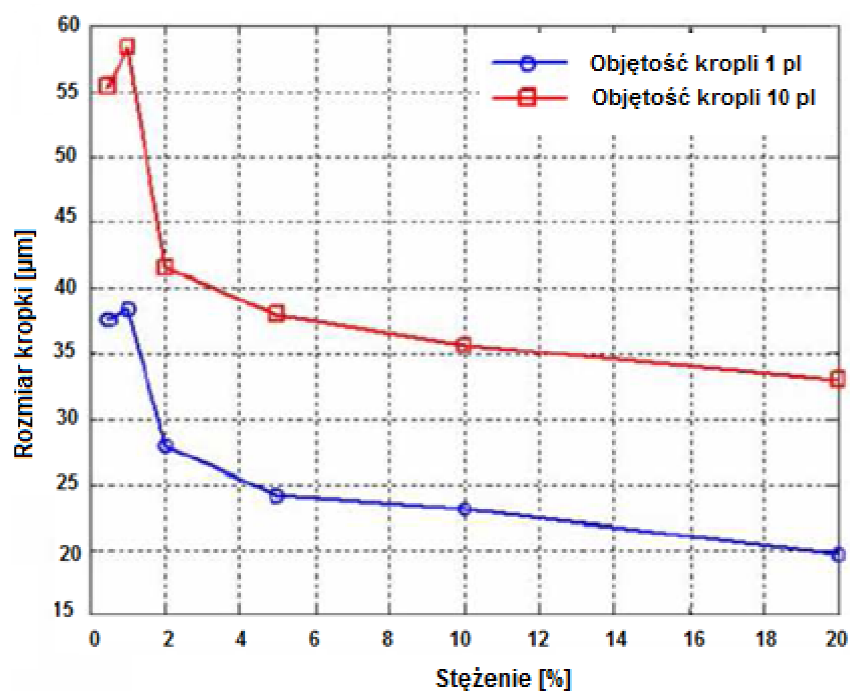 60
55
50
45
40
35
30
25
20
15
Rozmiar kropki [µm]
Objętość kropli 1 pl
Objętość kropli 10 pl
0 2 4 6 8 10 12 14 16 18 20
Stężenie [%]